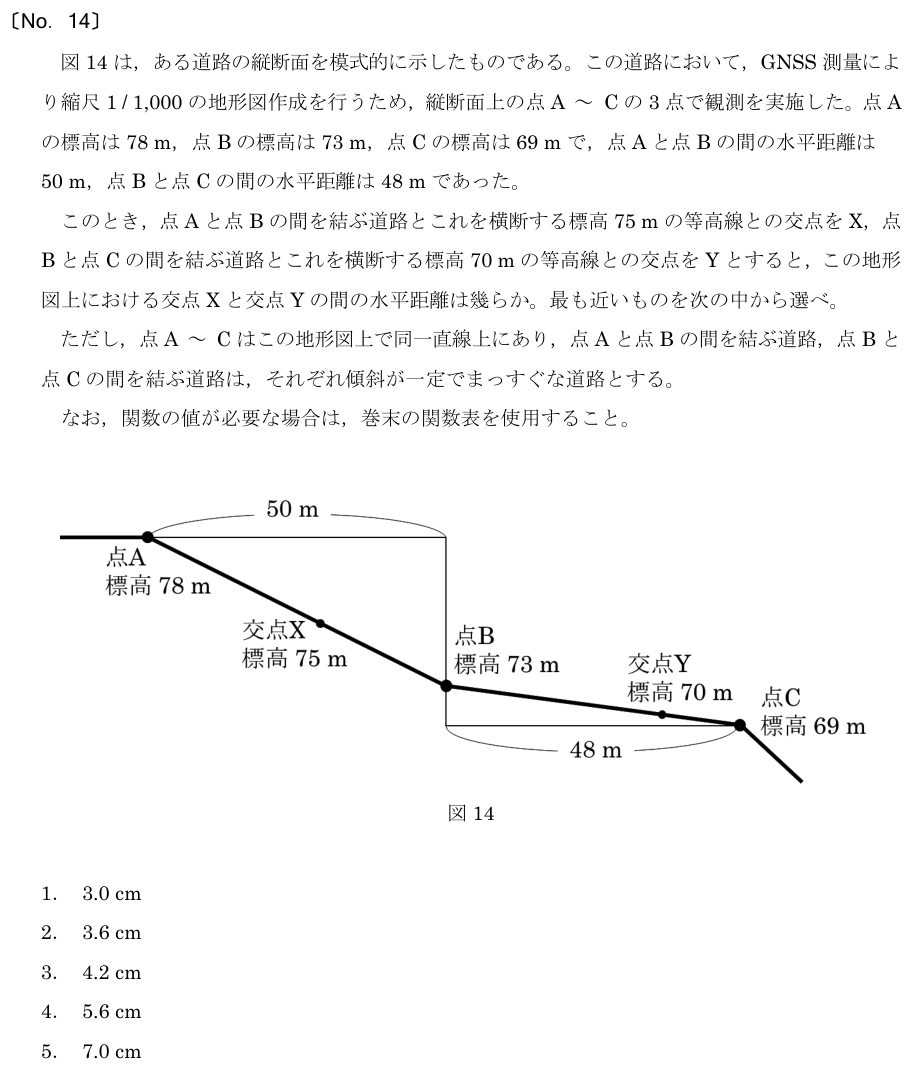 〔No. 14〕
図 14 は，ある道路の縦断面を模式的に示したものである。この道路において，GNSS 測量によ
り縮尺 1 / 1,000 の地形図作成を行うため，縦断面上の点 A ～ C の 3 点で観測を実施した。点 A
の標高は 78 m，点 B の標高は 73 m，点 C の標高は 69 m で，点 A と点 B の間の水平距離は
50 m，点 B と点 C の間の水平距離は 48 m であった。
このとき，点 A と点 B の間を結ぶ道路とこれを横断する標高 75 m の等高線との交点を X，点
B と点 C の間を結ぶ道路とこれを横断する標高 70 m の等高線との交点を Y とすると，この地形
図上における交点 X と交点 Y の間の水平距離は幾らか。最も近いものを次の中から選べ。
ただし，点 A ～ C はこの地形図上で同一直線上にあり，点 A と点 B の間を結ぶ道路，点 B と
点 C の間を結ぶ道路は，それぞれ傾斜が一定でまっすぐな道路とする。
なお，関数の値が必要な場合は，巻末の関数表を使用すること。
50 m
点A
標高 78 m
交点X
標高 75 m
点B
標高 73 m
交点Y
標高 70 m
点C
標高 69 m
48 m
図 14
1. 3.0 cm
2. 3.6 cm
3. 4.2 cm
4. 5.6 cm
5. 7.0 cm